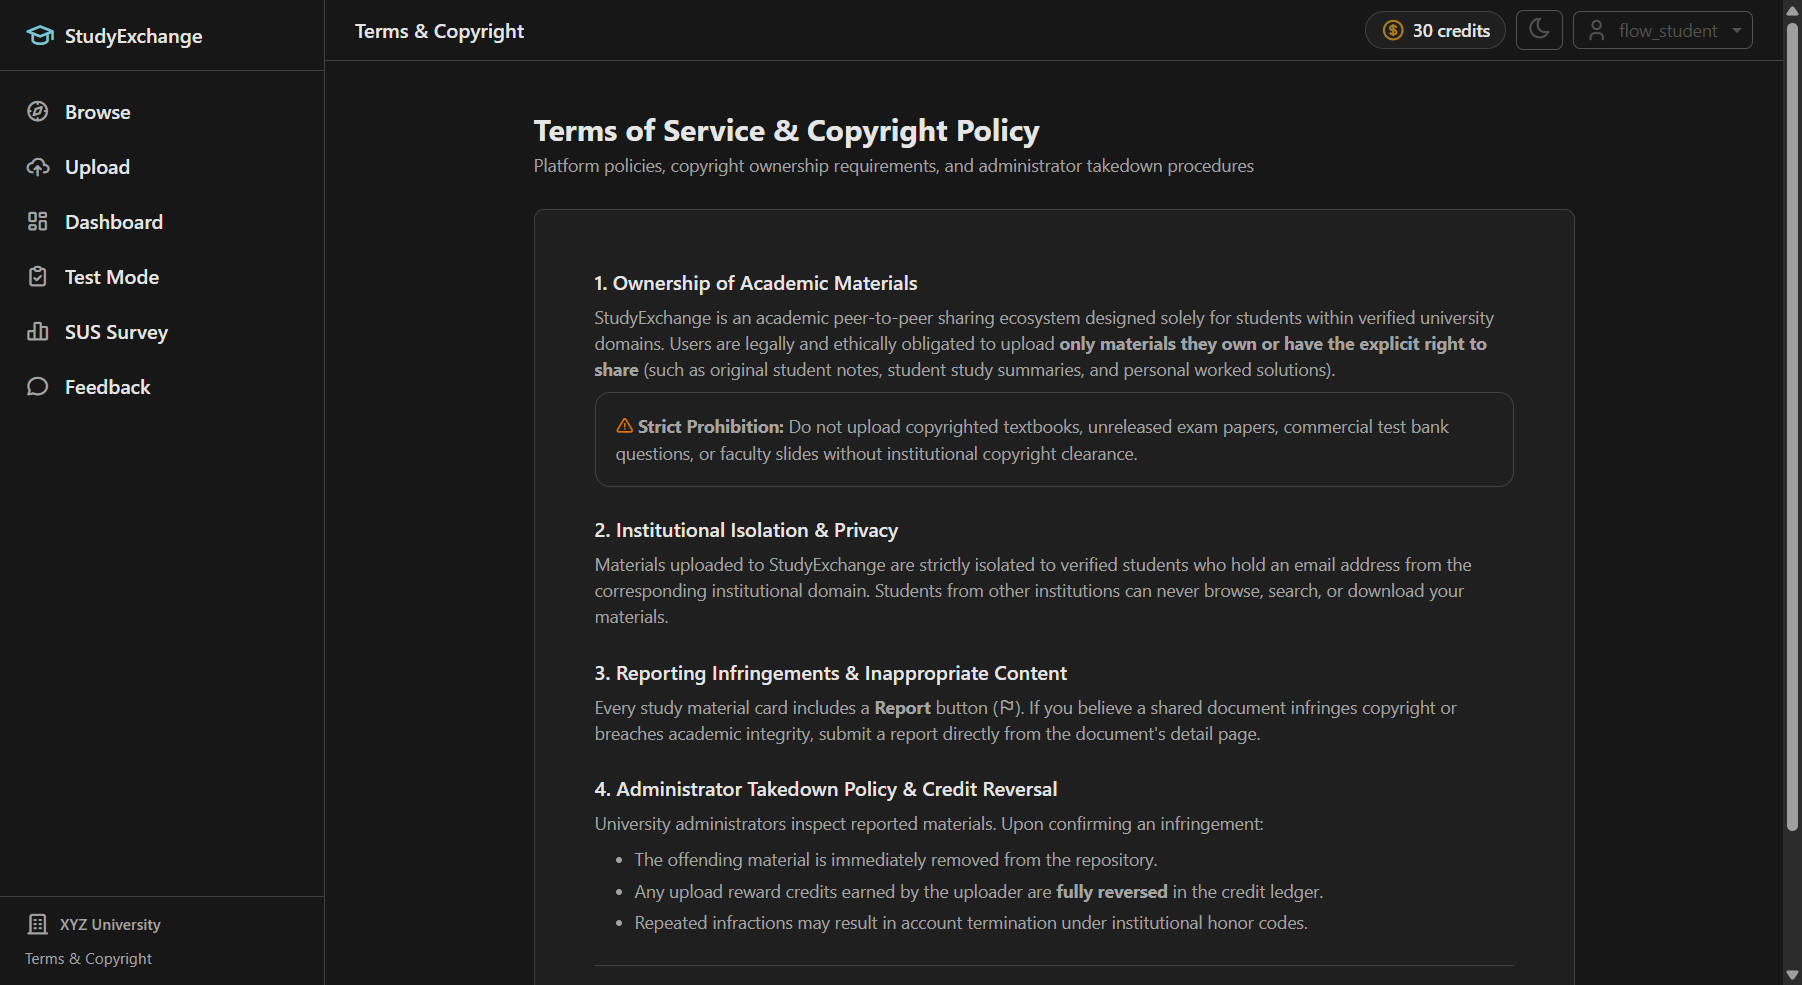 StudyExchange
Browse
Upload
Dashboard
Test Mode
SUS Survey
Feedback
XYZ University
Terms & Copyright
Terms & Copyright
30 credits
flow_student
Terms of Service & Copyright Policy
Platform policies, copyright ownership requirements, and administrator takedown procedures
1. Ownership of Academic Materials
StudyExchange is an academic peer-to-peer sharing ecosystem designed solely for students within verified university
domains. Users are legally and ethically obligated to upload only materials they own or have the explicit right to
share (such as original student notes, student study summaries, and personal worked solutions).
Strict Prohibition: Do not upload copyrighted textbooks, unreleased exam papers, commercial test bank
questions, or faculty slides without institutional copyright clearance.
2. Institutional Isolation & Privacy
Materials uploaded to StudyExchange are strictly isolated to verified students who hold an email address from the
corresponding institutional domain. Students from other institutions can never browse, search, or download your
materials.
3. Reporting Infringements & Inappropriate Content
Every study material card includes a Report button (). If you believe a shared document infringes copyright or
breaches academic integrity, submit a report directly from the document's detail page.
4. Administrator Takedown Policy & Credit Reversal
University administrators inspect reported materials. Upon confirming an infringement:
• The offending material is immediately removed from the repository.
• Any upload reward credits earned by the uploader are fully reversed in the credit ledger.
• Repeated infractions may result in account termination under institutional honor codes.